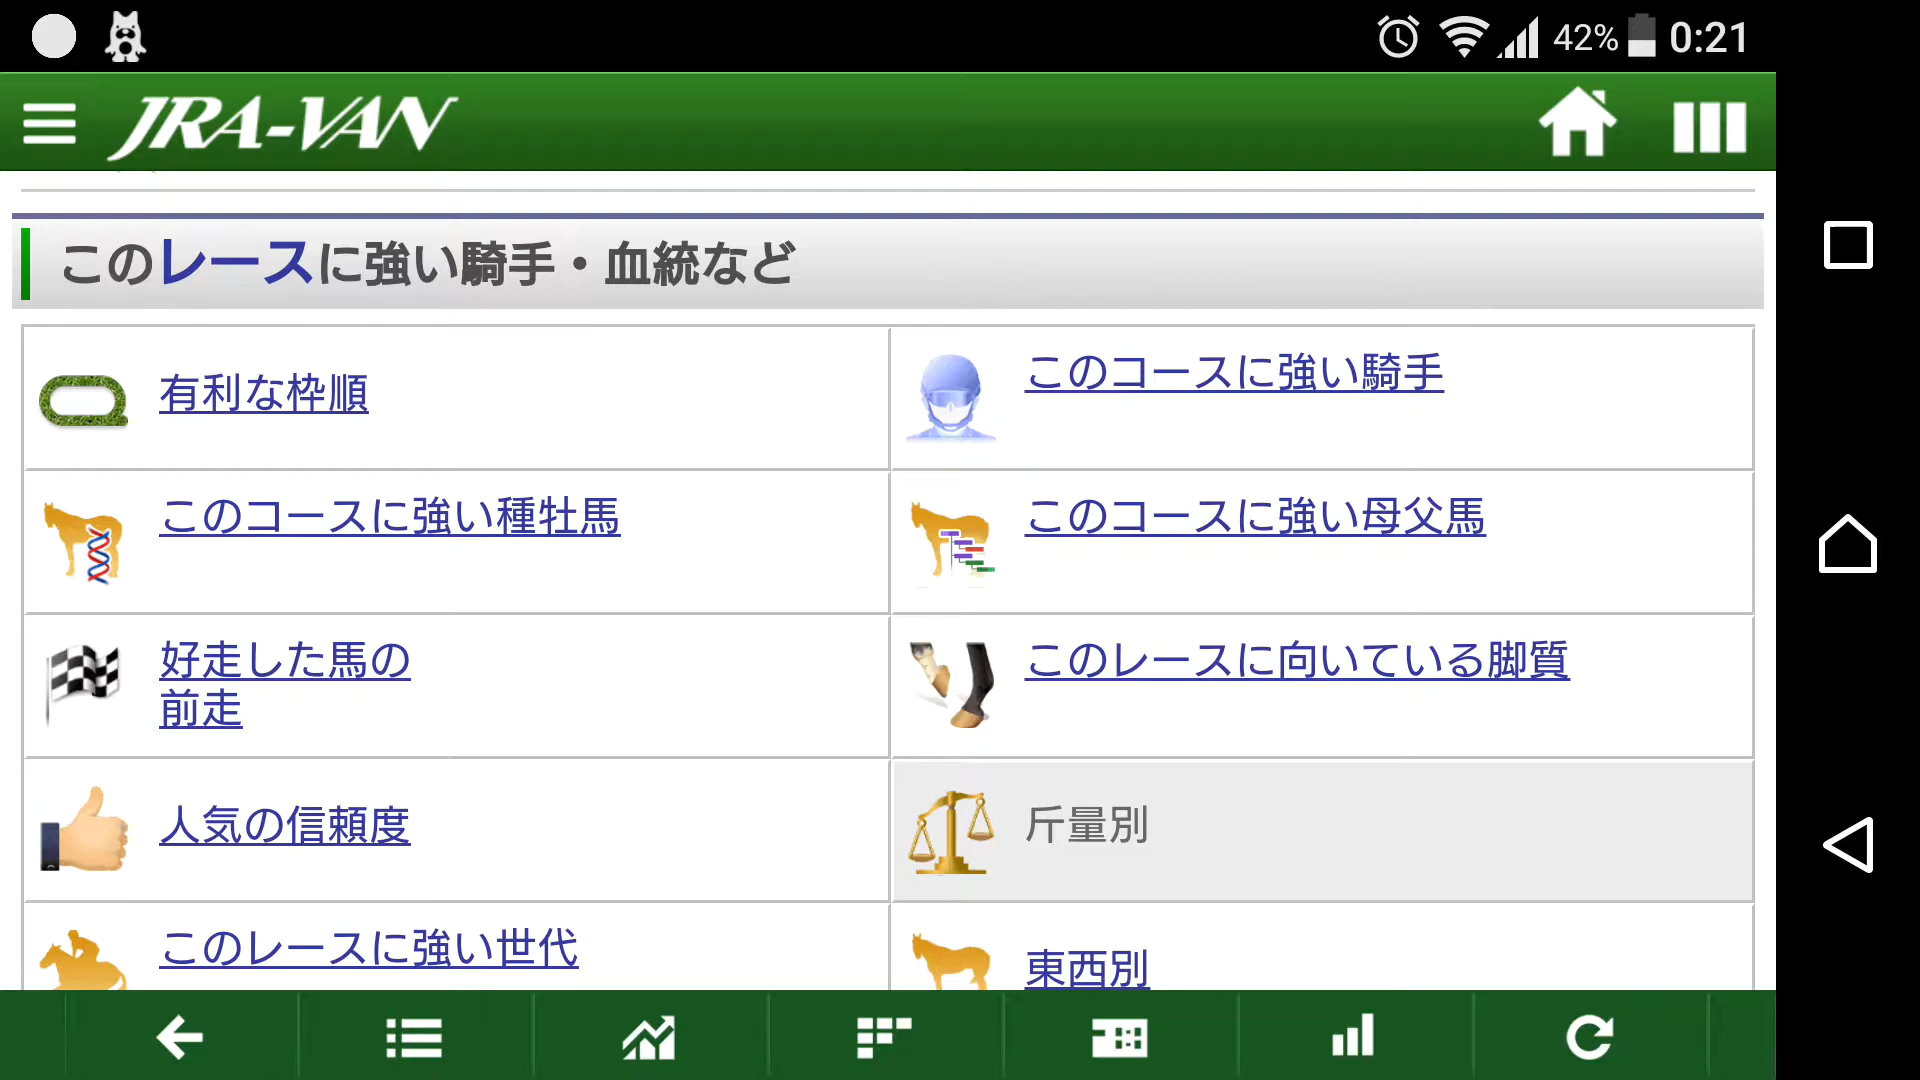 42% 0:21
JRA-VAN
このレースに強い騎手・血統など
有利な枠順
このコースに強い騎手
このコースに強い種牡馬
このコースに強い母父馬
好走した馬の
前走
このレースに向いている脚質
人気の信頼度
斤量別
このレースに強い世代
東西別